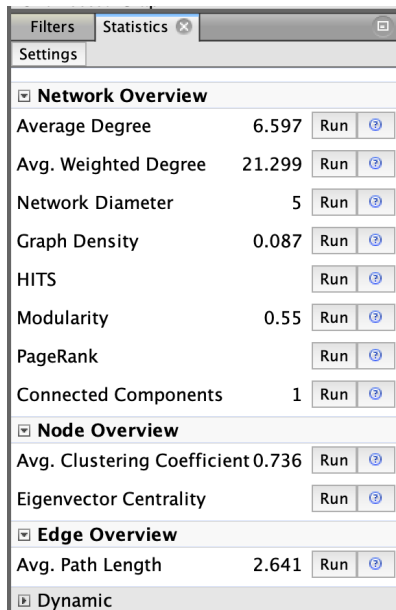 Filters Statistics
Settings
Network Overview
Average Degree 6.597 Run
Avg. Weighted Degree 21.299 Run
Network Diameter 5 Run
Graph Density 0.087 Run
HITS Run
Modularity 0.55 Run
PageRank Run
Connected Components 1 Run
Node Overview
Avg. Clustering Coefficient 0.736 Run
Eigenvector Centrality Run
Edge Overview
Avg. Path Length 2.641 Run
Dynamic